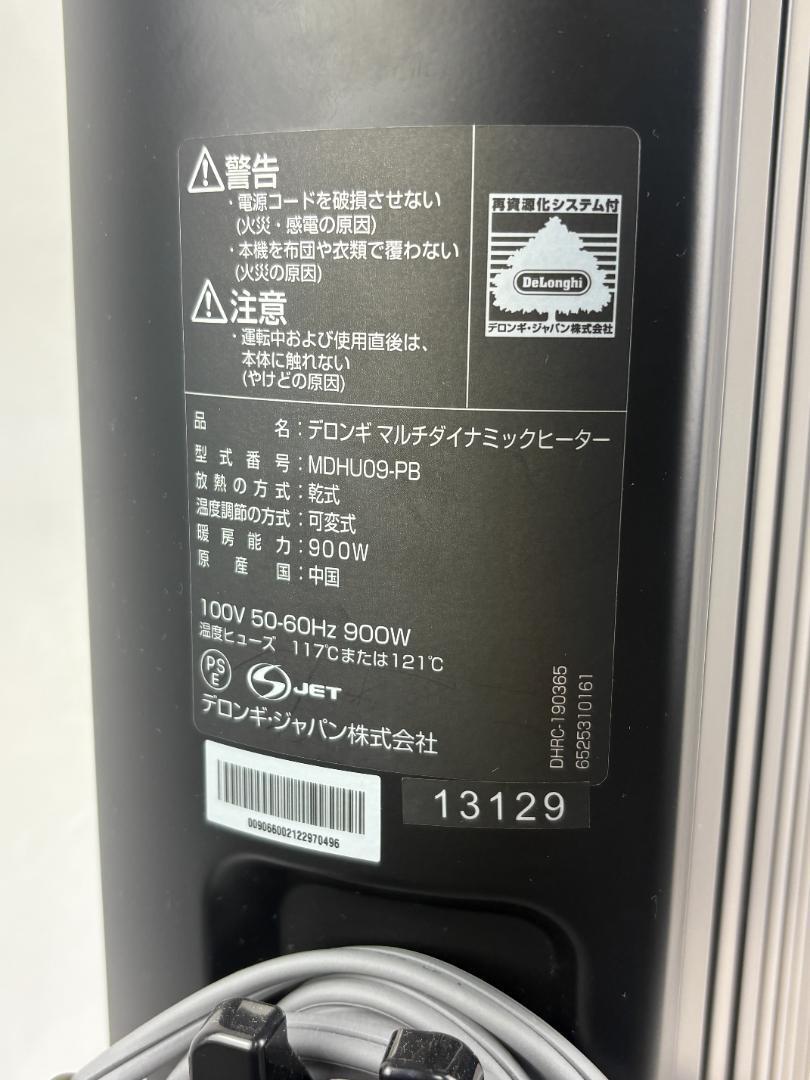 警告
・電源コードを破損させない
(火災・感電の原因)
・本機を布団や衣類で覆わない
(火災の原因)
注意
・運転中および使用直後は、
本体に触れない
(やけどの原因)
再資源化システム付
DeLonghi
デロンギ・ジャパン株式会社
品名：デロンギ マルチダイナミックヒーター
型式番号：MDHU09-PB
放熱の方式：乾式
温度調節の方式：可変式
暖房能力：900W
原産国：中国
100V 50-60Hz 900W
温度ヒューズ 117℃または121℃
PSE
JET
デロンギ・ジャパン株式会社
DHRC-190365
6525310161
13129
009066002122970496